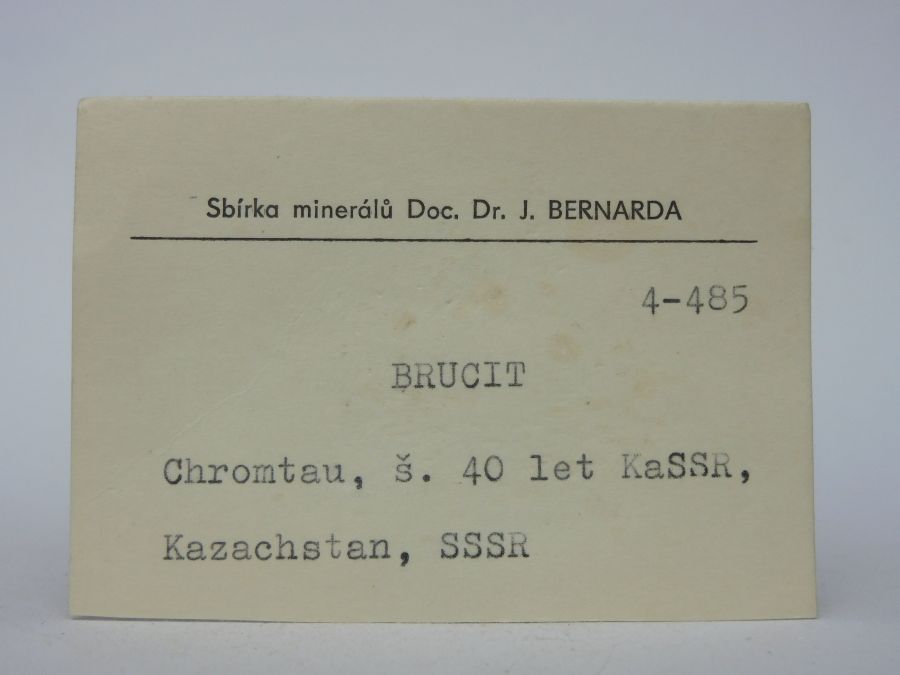 Sbírka minerálů Doc. Dr. J. BERNARDA
4-485
BRUCIT
Chromtau, š. 40 let KaSSR,
Kazachstan, SSSR